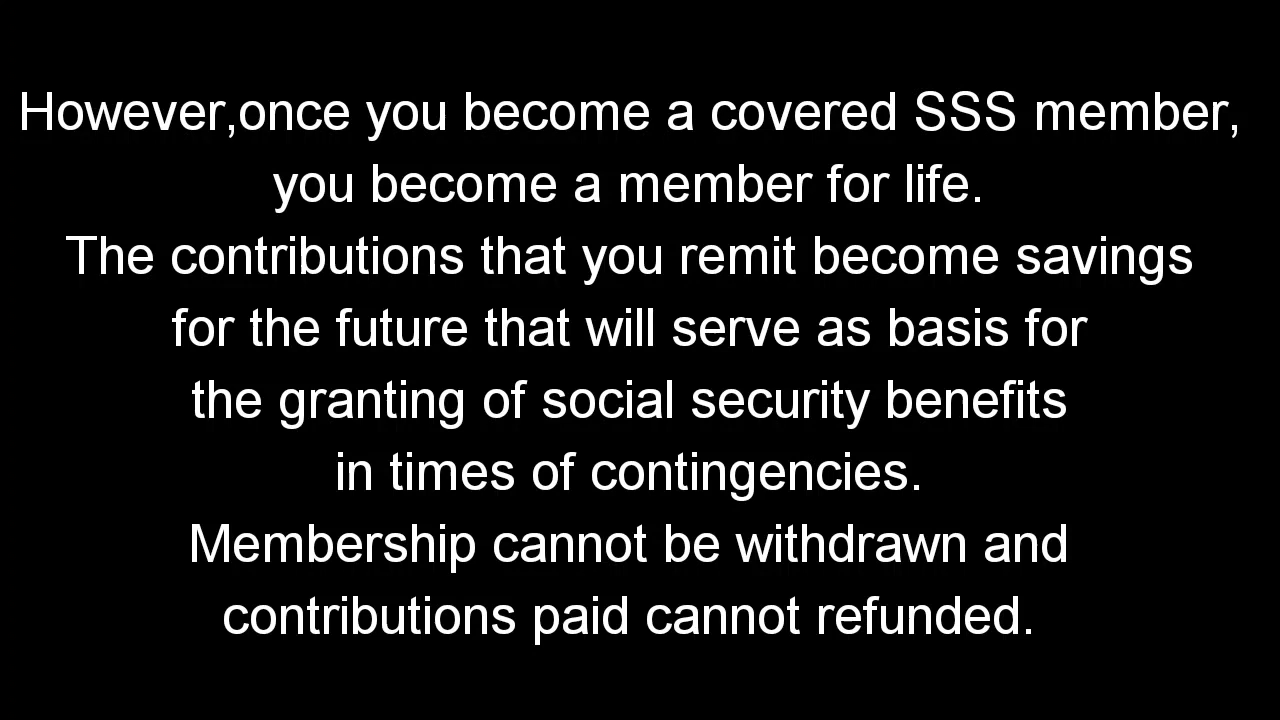 However,once you become a covered SSS member,
you become a member for life.
The contributions that you remit become savings
for the future that will serve as basis for
the granting of social security benefits
in times of contingencies.
Membership cannot be withdrawn and
contributions paid cannot refunded.